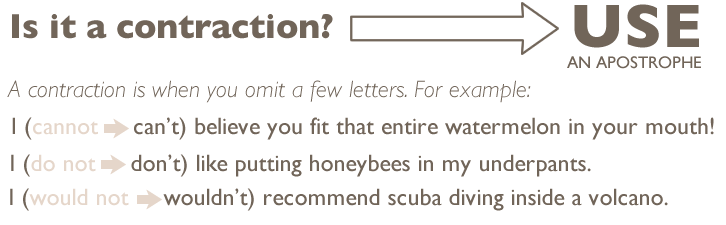 Is it a contraction? USE
AN APOSTROPHE
A contraction is when you omit a few letters. For example:
I (cannot can't) believe you fit that entire watermelon in your mouth!
I (do not don't) like putting honeybees in my underpants.
I (would not wouldn't) recommend scuba diving inside a volcano.